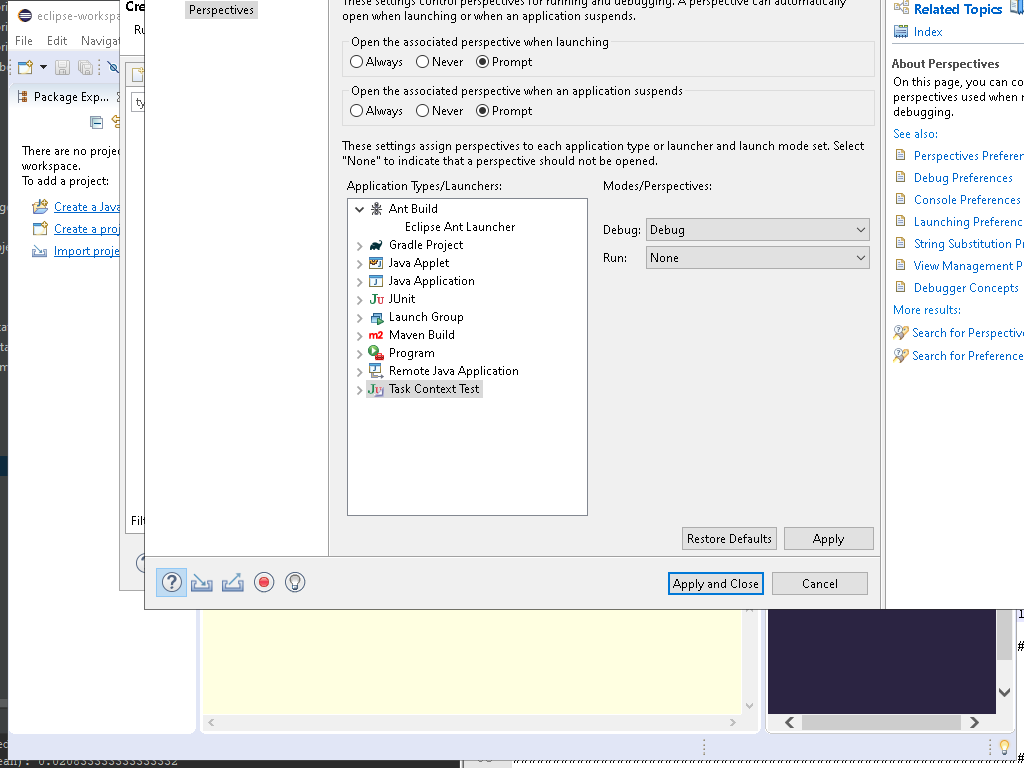 eclipse-workspa
File Edit Navigat
Package Exp...
There are no proje
workspace.
To add a project:
Create a Java
Create a proj
Import proje
Cre
Ru
ty
Filt
Perspectives
These settings control perspectives for running and debugging. A perspective can automatically
open when launching or when an application suspends.
Open the associated perspective when launching
Always Never Prompt
Open the associated perspective when an application suspends
Always Never Prompt
These settings assign perspectives to each application type or launcher and launch mode set. Select
"None" to indicate that a perspective should not be opened.
Application Types/Launchers:
Ant Build
Eclipse Ant Launcher
Gradle Project
Java Applet
Java Application
JUnit
Launch Group
Maven Build
Program
Remote Java Application
Task Context Test
Modes/Perspectives:
Debug: Debug
Run: None
Restore Defaults Apply
Apply and Close Cancel
Related Topics
Index
About Perspectives
On this page, you can co
perspectives used when r
debugging.
See also:
Perspectives Preferen
Debug Preferences
Console Preferences
Launching Preferenc
String Substitution Pr
View Management P
Debugger Concepts
More results:
Search for Perspective
Search for Preference